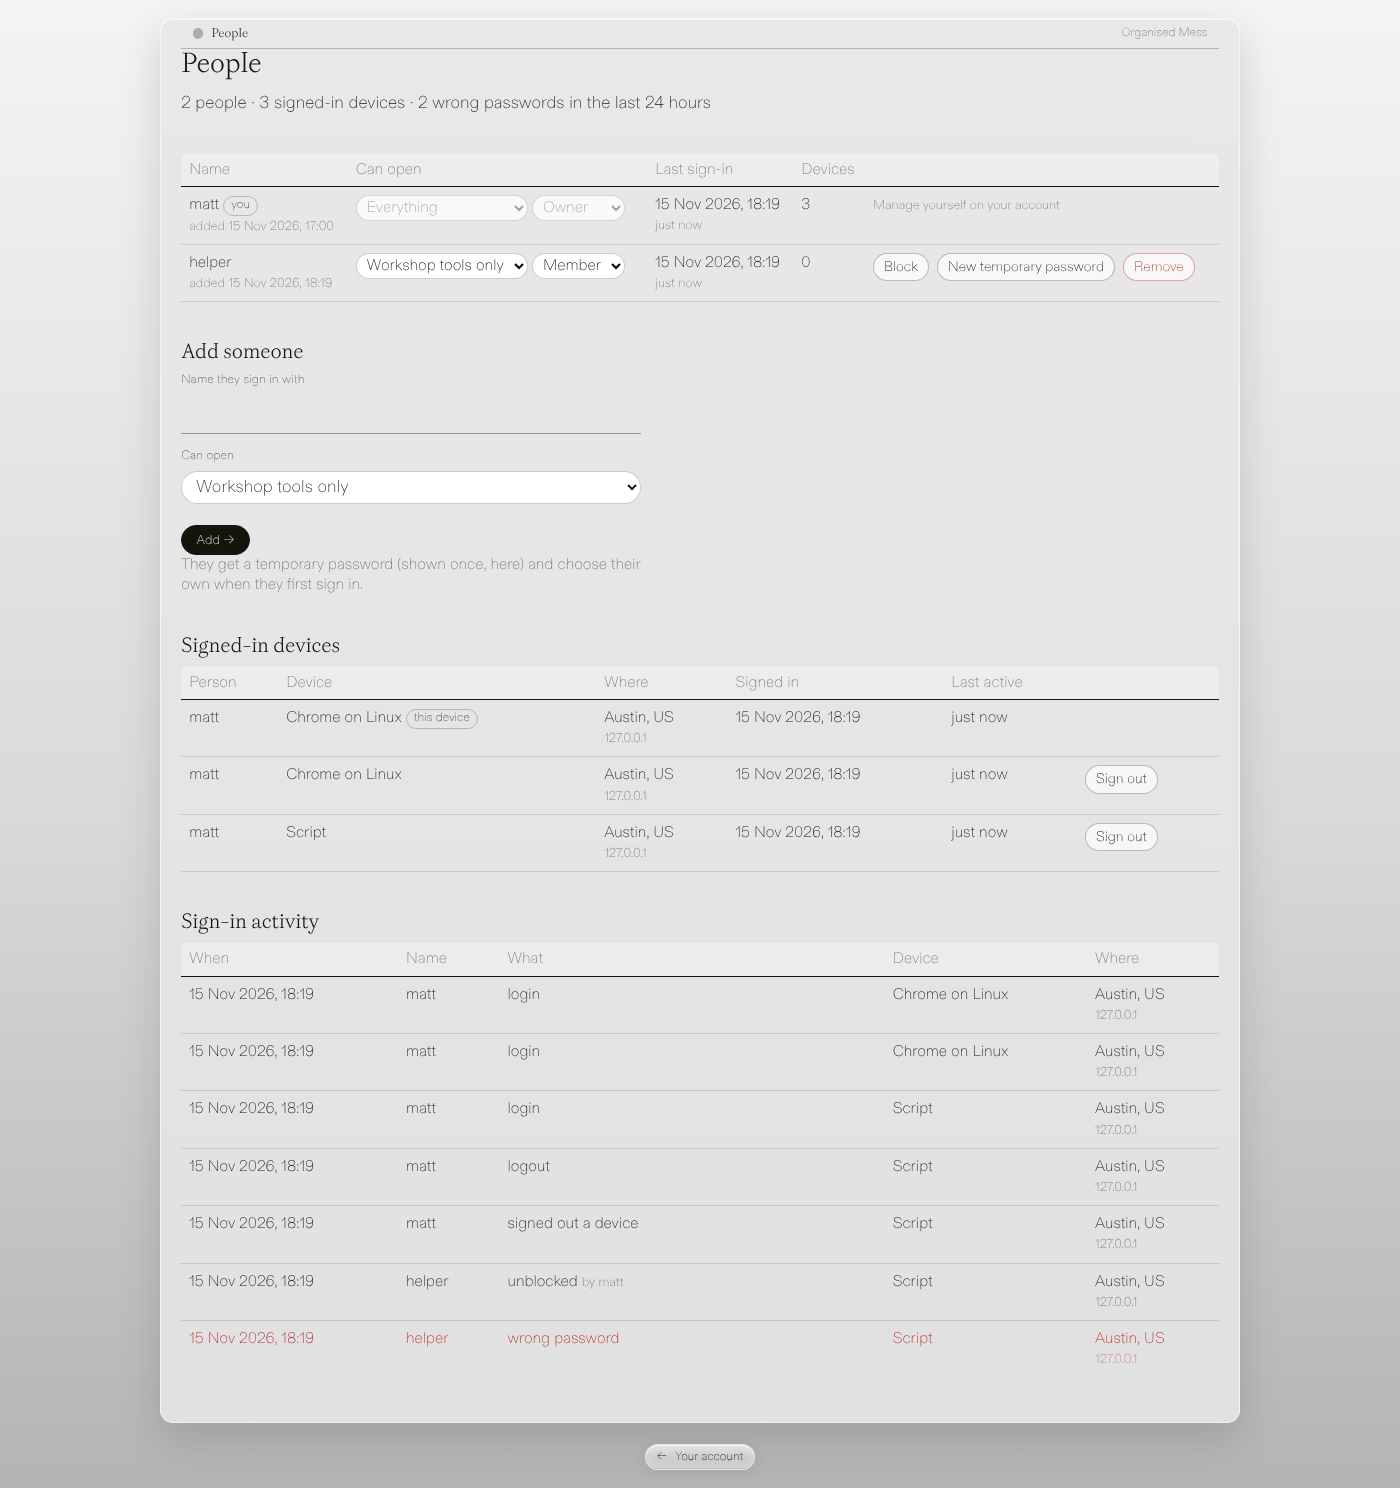 People
Organised Mess
People
2 people · 3 signed-in devices · 2 wrong passwords in the last 24 hours
Name Can open Last sign-in Devices
matt you Everything Owner 15 Nov 2026, 18:19 3 Manage yourself on your account
added 15 Nov 2026, 17:00 just now
helper Workshop tools only Member 15 Nov 2026, 18:19 0 Block New temporary password Remove
added 15 Nov 2026, 18:19 just now
Add someone
Name they sign in with
Can open
Workshop tools only
Add →
They get a temporary password (shown once, here) and choose their
own when they first sign in.
Signed-in devices
Person Device Where Signed in Last active
matt Chrome on Linux this device Austin, US 15 Nov 2026, 18:19 just now
127.0.0.1
matt Chrome on Linux Austin, US 15 Nov 2026, 18:19 just now Sign out
127.0.0.1
matt Script Austin, US 15 Nov 2026, 18:19 just now Sign out
127.0.0.1
Sign-in activity
When Name What Device Where
15 Nov 2026, 18:19 matt login Chrome on Linux Austin, US
127.0.0.1
15 Nov 2026, 18:19 matt login Chrome on Linux Austin, US
127.0.0.1
15 Nov 2026, 18:19 matt login Script Austin, US
127.0.0.1
15 Nov 2026, 18:19 matt logout Script Austin, US
127.0.0.1
15 Nov 2026, 18:19 matt signed out a device Script Austin, US
127.0.0.1
15 Nov 2026, 18:19 helper unblocked by matt Script Austin, US
127.0.0.1
15 Nov 2026, 18:19 helper wrong password Script Austin, US
127.0.0.1
← Your account